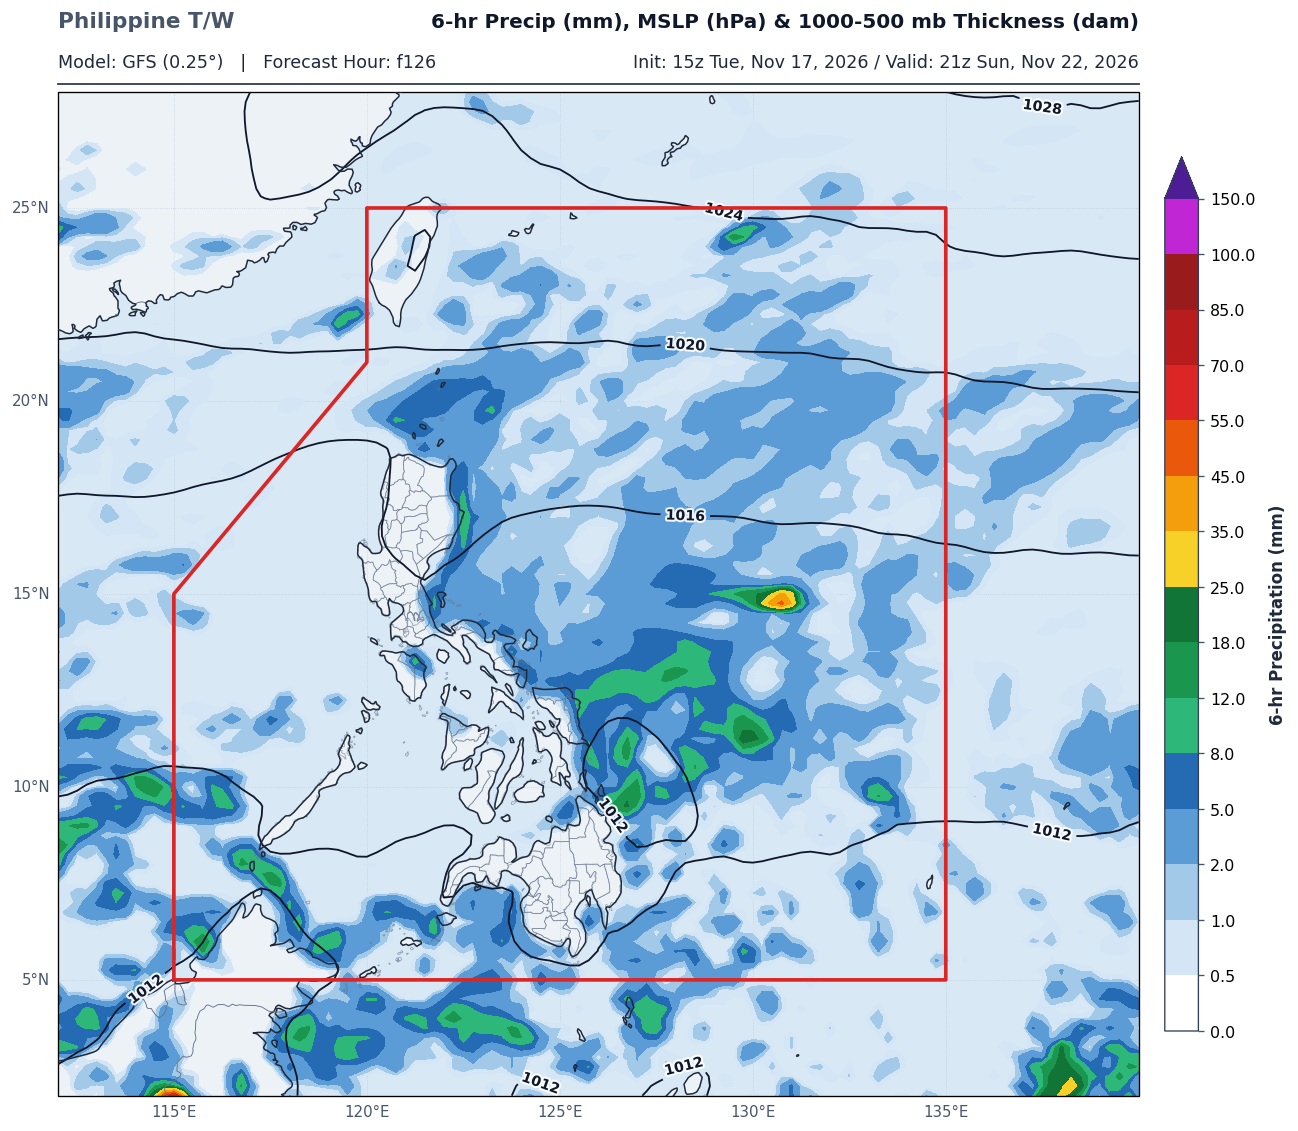 Philippine T/W
6-hr Precip (mm), MSLP (hPa) & 1000-500 mb Thickness (dam)
Model: GFS (0.25°)   |   Forecast Hour: f126
Init: 15z Tue, Nov 17, 2026 / Valid: 21z Sun, Nov 22, 2026
1028
1024
1020
1016
1012
1012
1012
1012
1012
25°N
20°N
15°N
10°N
5°N
115°E
120°E
125°E
130°E
135°E
150.0
100.0
85.0
70.0
55.0
45.0
35.0
25.0
18.0
12.0
8.0
5.0
2.0
1.0
0.5
0.0
6-hr Precipitation (mm)